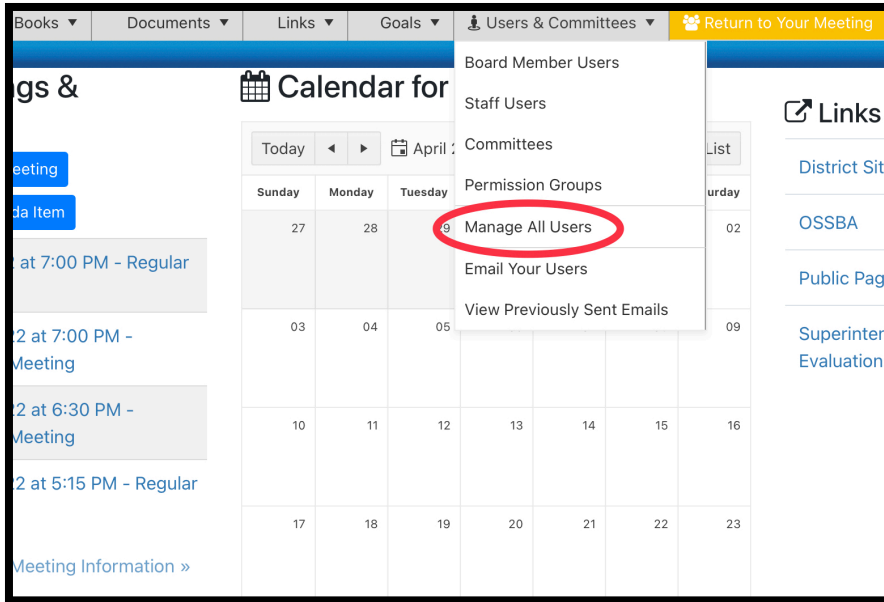 Books ▼ Documents ▼ Links ▼ Goals ▼ Users & Committees ▼ Return to Your Meeting
Board Member Users
Staff Users
Committees
Permission Groups
Manage All Users
Email Your Users
View Previously Sent Emails
gs &
eeting
da Item
at 7:00 PM - Regular
22 at 7:00 PM -
Meeting
22 at 6:30 PM -
Meeting
22 at 5:15 PM - Regular
Meeting Information »
Calendar for
Today ◄ ► April List
Sunday Monday Tuesday urday
27 28 29 02
03 04 05 09
10 11 12 13 14 15 16
17 18 19 20 21 22 23
Links
District Sit
OSSBA
Public Pag
Superinter
Evaluation